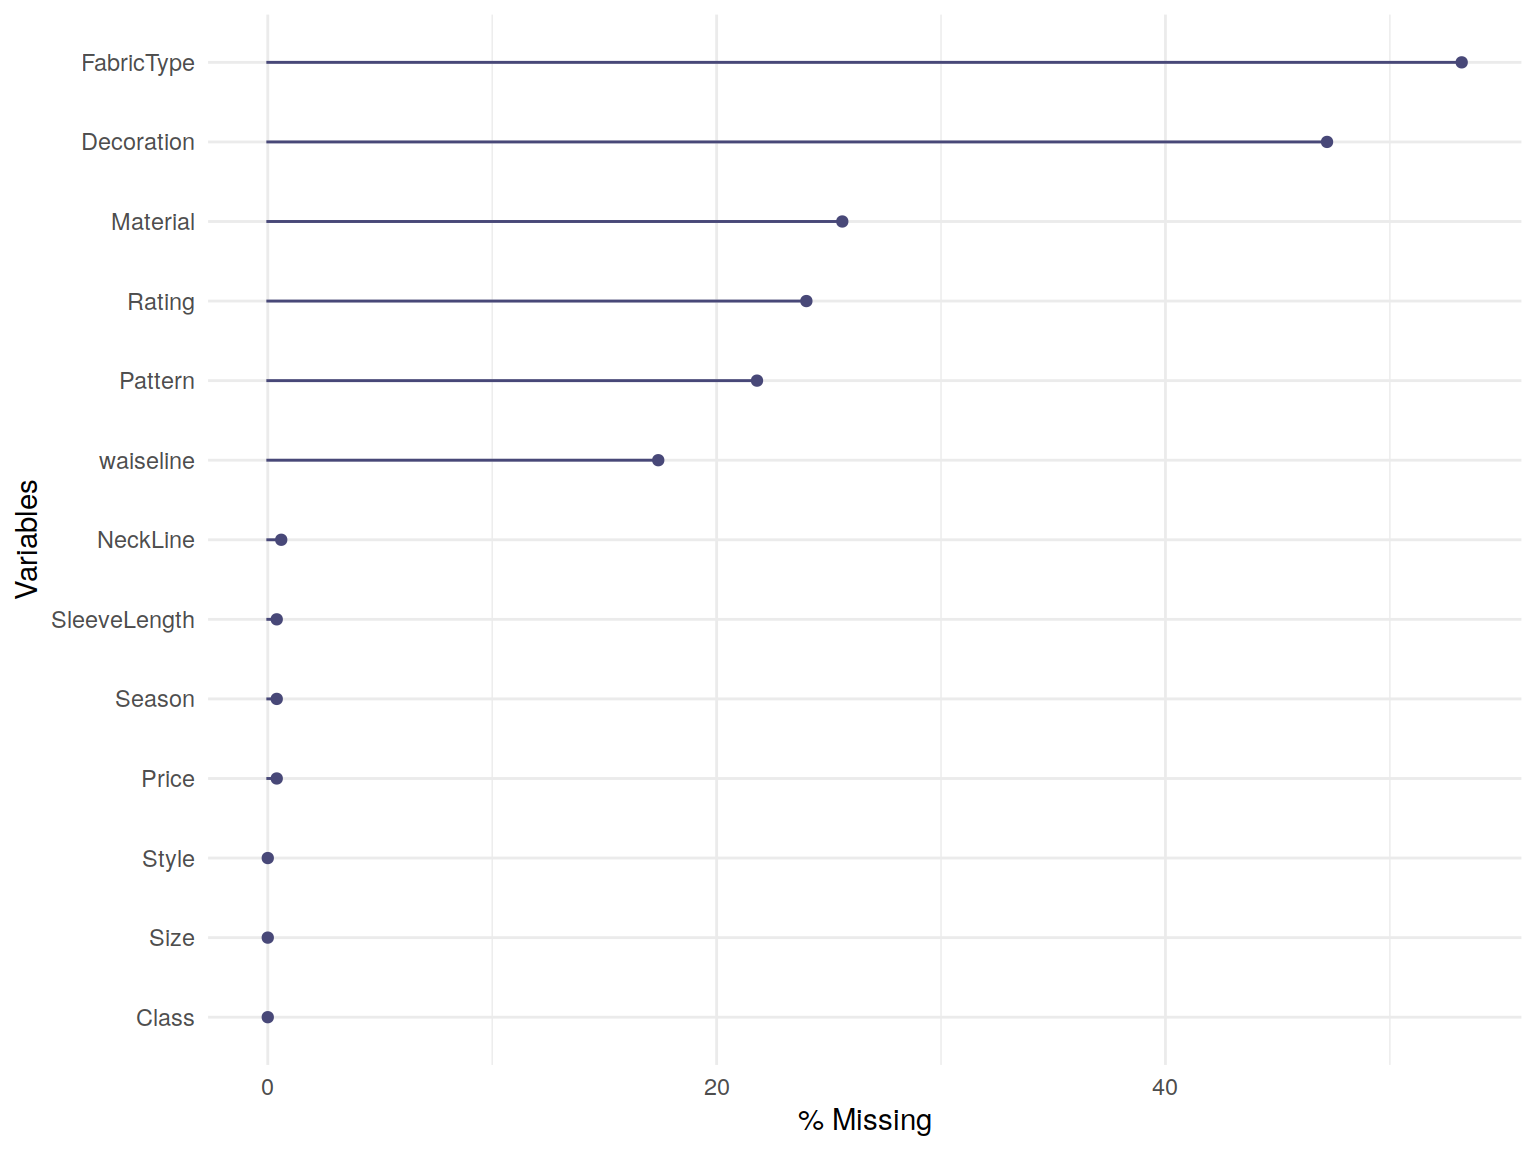 FabricType
Decoration
Material
Rating
Pattern
waiseline
NeckLine
SleeveLength
Season
Price
Style
Size
Class
Variables
0 20 40
% Missing